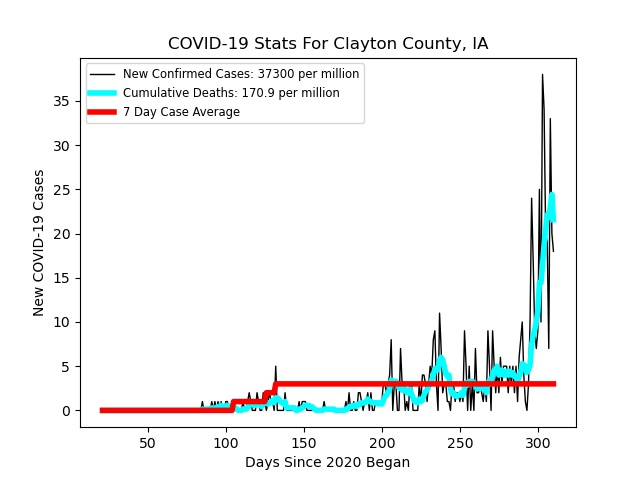 COVID-19 Stats For Clayton County, IA
New Confirmed Cases: 37300 per million
Cumulative Deaths: 170.9 per million
7 Day Case Average
35
30
25
20
15
10
5
0
New COVID-19 Cases
50 100 150 200 250 300
Days Since 2020 Began